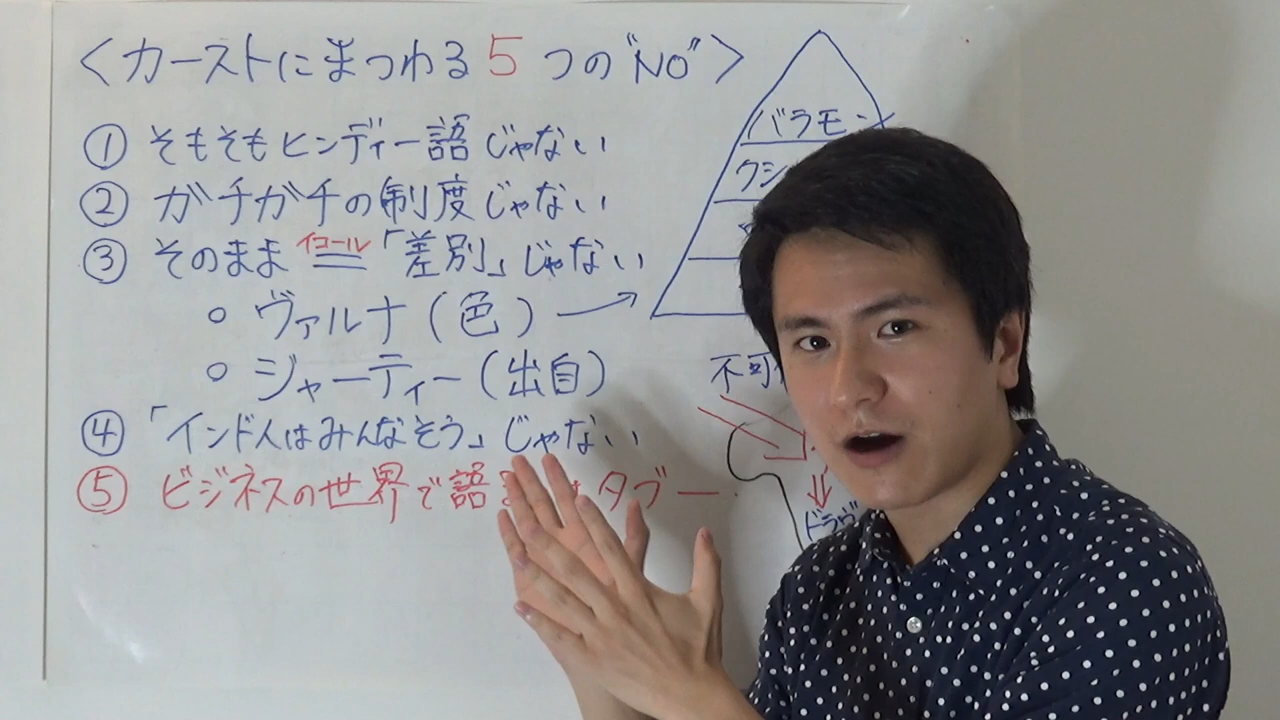 ＜カーストにまつわる5つの"NO"＞
① そもそもヒンディー語じゃない
② ガチガチの制度じゃない
③ そのまま イコール ＝「差別」じゃない
○ ヴァルナ（色）→
○ ジャーティー（出自）
④ 「インド人はみんなそう」じゃない
⑤ ビジネスの世界で語 タブー
バラモン
クシ
不可
ドラヴ